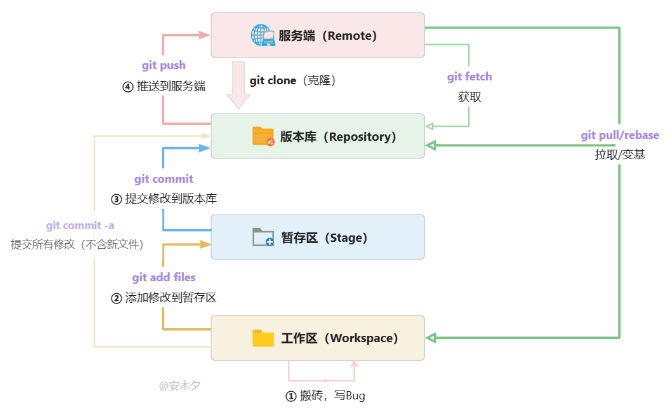 服务端（Remote）
git push
④ 推送到服务端
git clone（克隆）
git fetch
获取
版本库（Repository）
git pull/rebase
拉取/变基
git commit
③ 提交修改到版本库
git commit -a
提交所有修改（不含新文件）
暂存区（Stage）
git add files
② 添加修改到暂存区
工作区（Workspace）
@安木夕
① 搬砖，写Bug